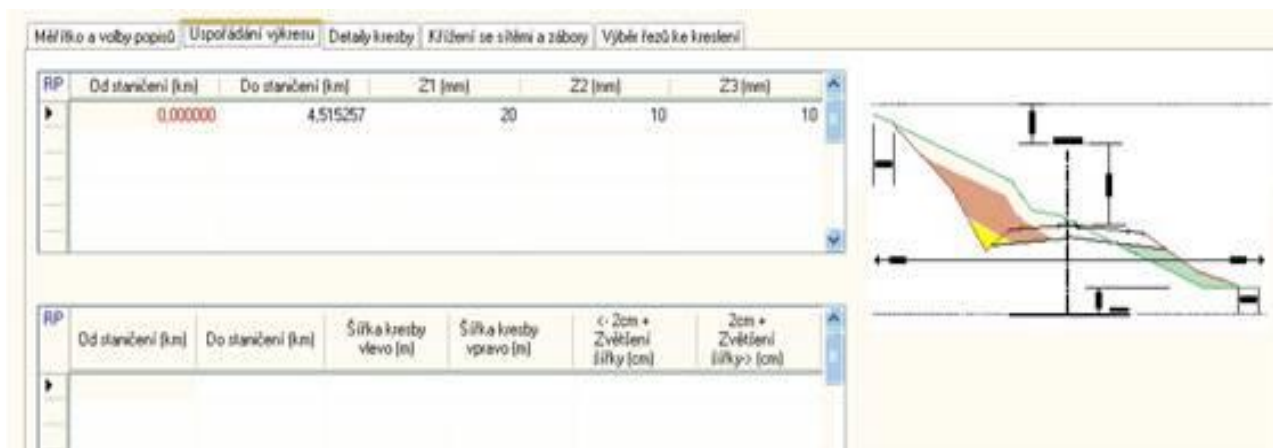 Měřítko a volby popisů Uspořádání výkresu Detaily kresby Křížení se sítěmi a zábory Výběr řezů ke kreslení
RP Od staničení (km) Do staničení (km) Z1 (mm) Z2 (mm) Z3 (mm)
0,000000 4,515257 20 10 10
RP Od staničení (km) Do staničení (km) Šířka kresby vlevo (m) Šířka kresby vpravo (m) <- 2cm + Zvětšení šířky (cm) 2cm + Zvětšení šířky-> (cm)